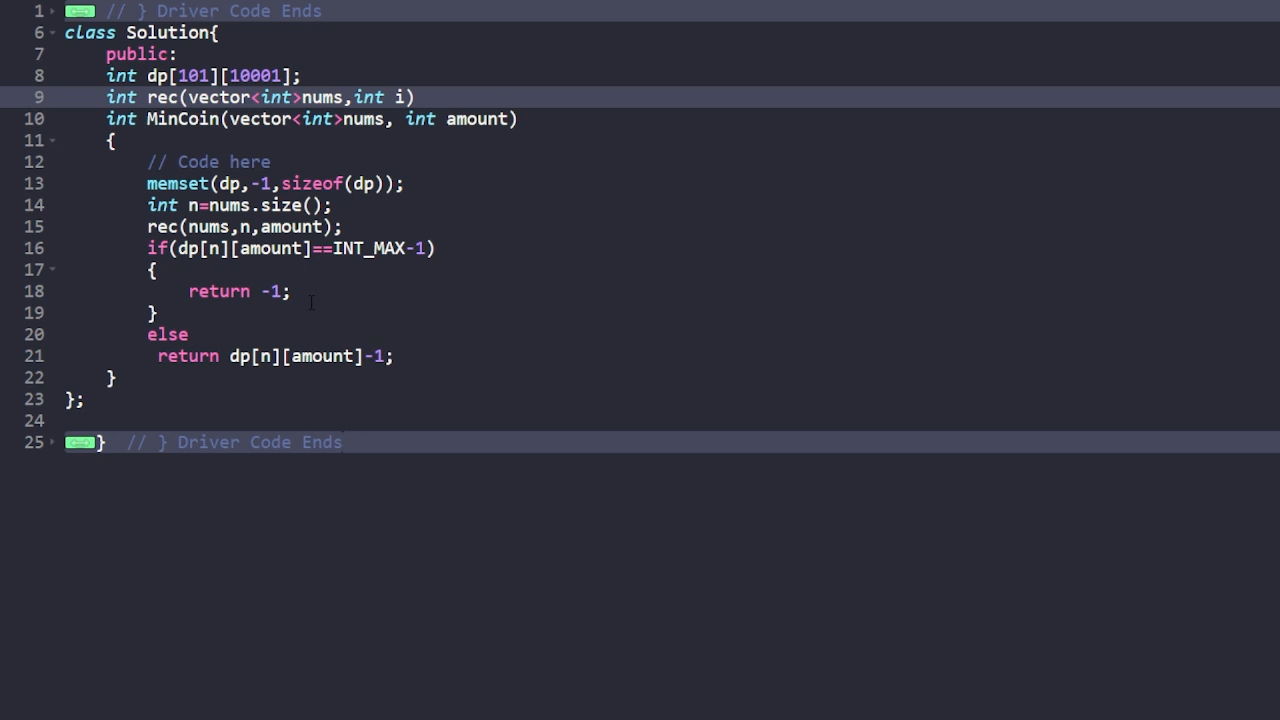 1 // } Driver Code Ends
6 class Solution{
7 public:
8 int dp[101][10001];
9 int rec(vector<int>nums,int i)
10 int MinCoin(vector<int>nums, int amount)
11 {
12 // Code here
13 memset(dp,-1,sizeof(dp));
14 int n=nums.size();
15 rec(nums,n,amount);
16 if(dp[n][amount]==INT_MAX-1)
17 {
18 return -1;
19 }
20 else
21 return dp[n][amount]-1;
22 }
23 };
24
25 } // } Driver Code Ends